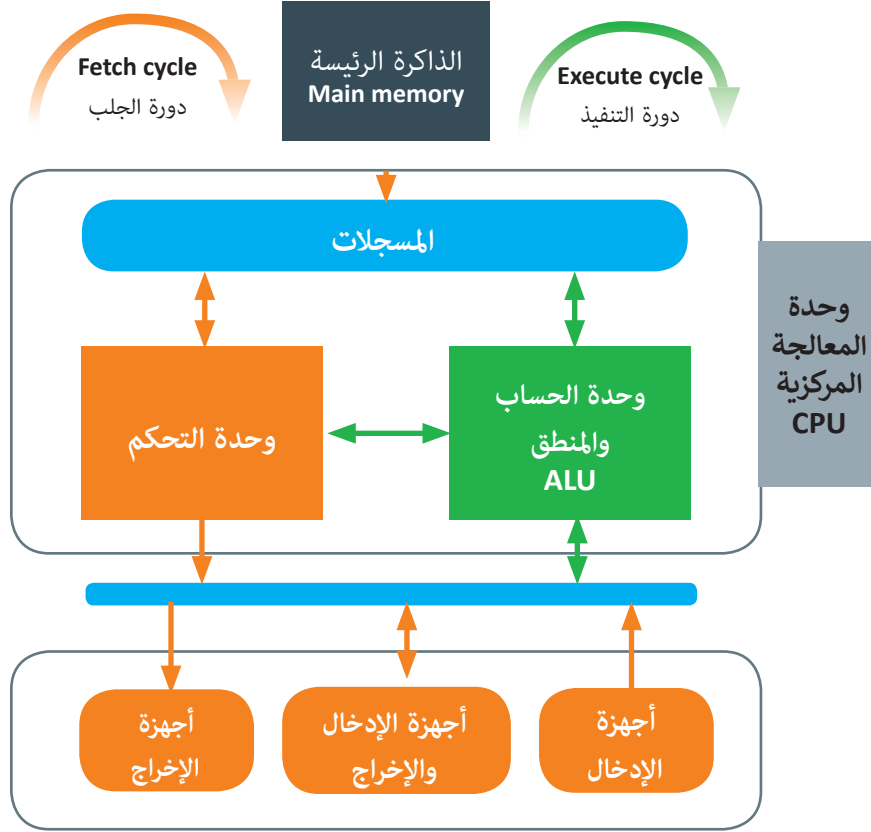 Fetch cycle
دورة الجلب
الذاكرة الرئيسة
Main memory
Execute cycle
دورة التنفيذ
المسجلات
وحدة
المعالجة
المركزية
CPU
وحدة التحكم
وحدة الحساب
والمنطق
ALU
أجهزة
الإخراج
أجهزة الإدخال
والإخراج
أجهزة
الإدخال